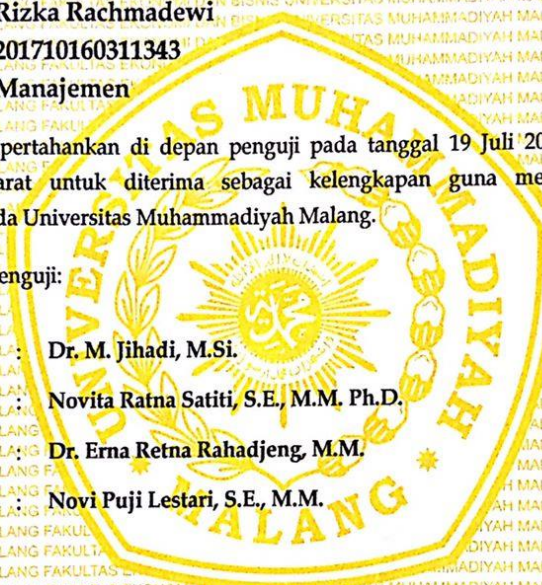 Rizka Rachmadewi
201710160311343
Manajemen
pertahankan di depan penguji pada tanggal 19 Juli 20
arat untuk diterima sebagai kelengkapan guna me
da Universitas Muhammadiyah Malang.
enguji:
: Dr. M. Jihadi, M.Si.
: Novita Ratna Satiti, S.E., M.M. Ph.D.
: Dr. Erna Retna Rahadjeng, M.M.
: Novi Puji Lestari, S.E., M.M.
UNIVERSITAS MUHAMMADIYAH
MALANG